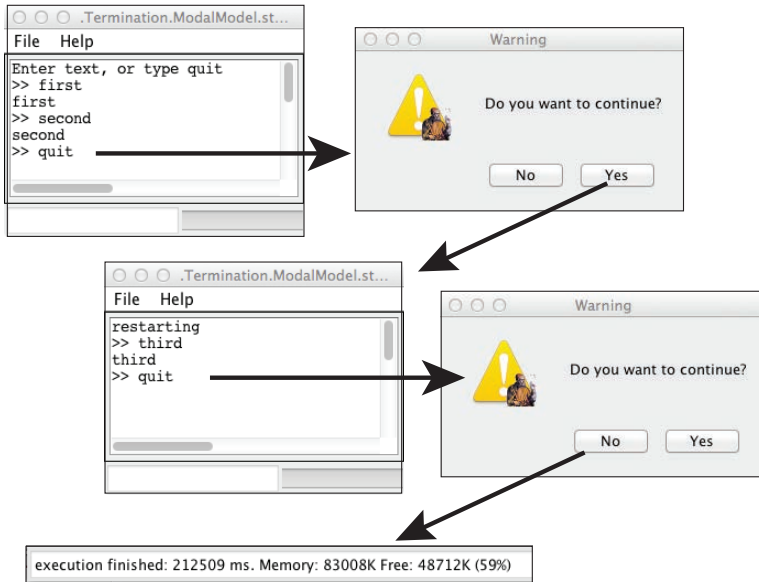 .Termination.ModalModel.st...
File Help
Enter text, or type quit
>> first
first
>> second
second
>> quit
Warning
Do you want to continue?
No Yes
.Termination.ModalModel.st...
File Help
restarting
>> third
third
>> quit
Warning
Do you want to continue?
No Yes
execution finished: 212509 ms. Memory: 83008K Free: 48712K (59%)